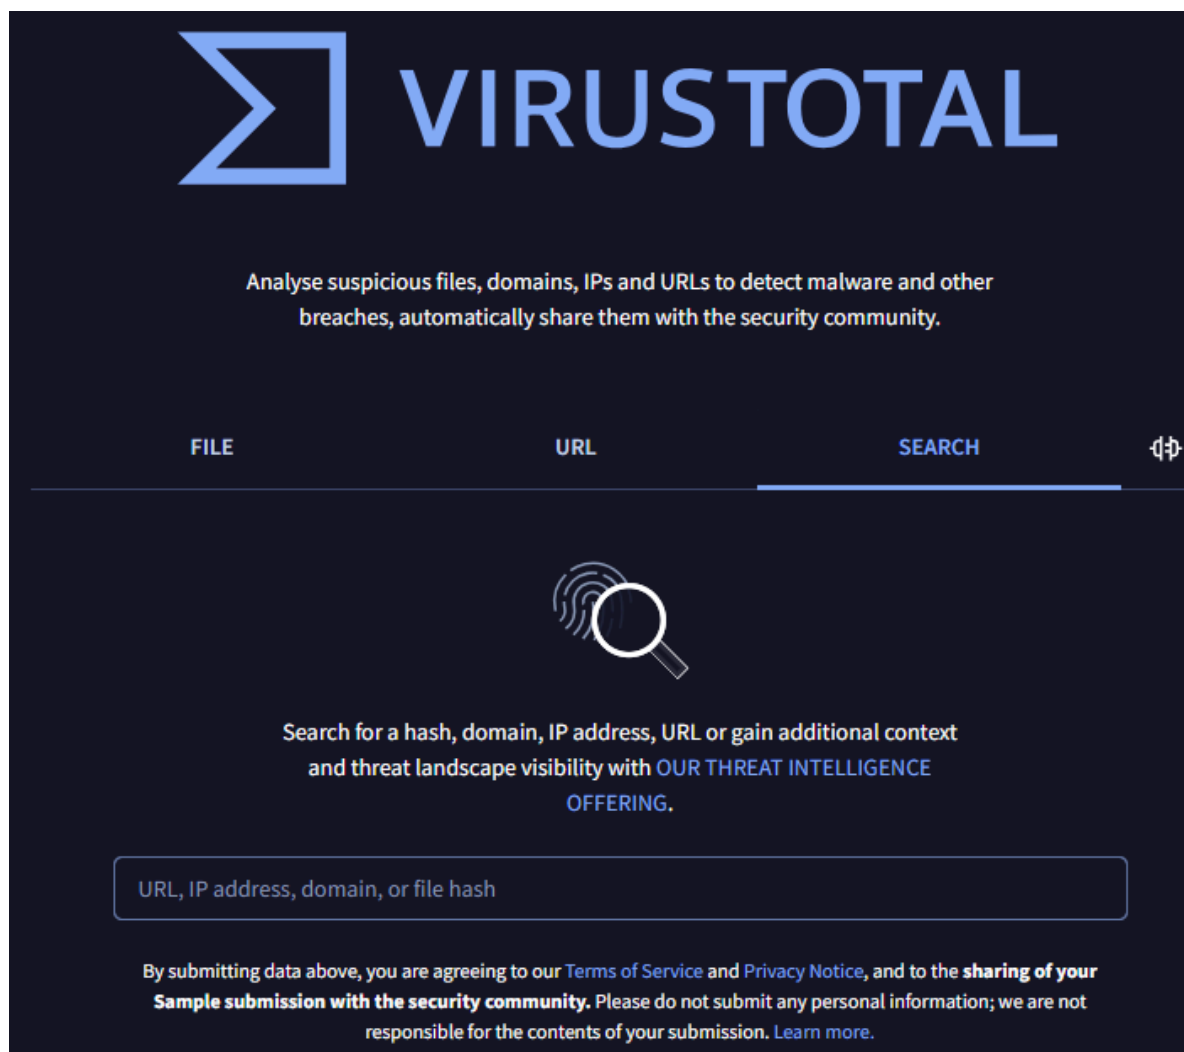 VIRUSTOTAL
Analyse suspicious files, domains, IPs and URLs to detect malware and other
breaches, automatically share them with the security community.
FILE
URL
SEARCH
Search for a hash, domain, IP address, URL or gain additional context
and threat landscape visibility with OUR THREAT INTELLIGENCE
OFFERING.
URL, IP address, domain, or file hash
By submitting data above, you are agreeing to our Terms of Service and Privacy Notice, and to the sharing of your
Sample submission with the security community. Please do not submit any personal information; we are not
responsible for the contents of your submission. Learn more.